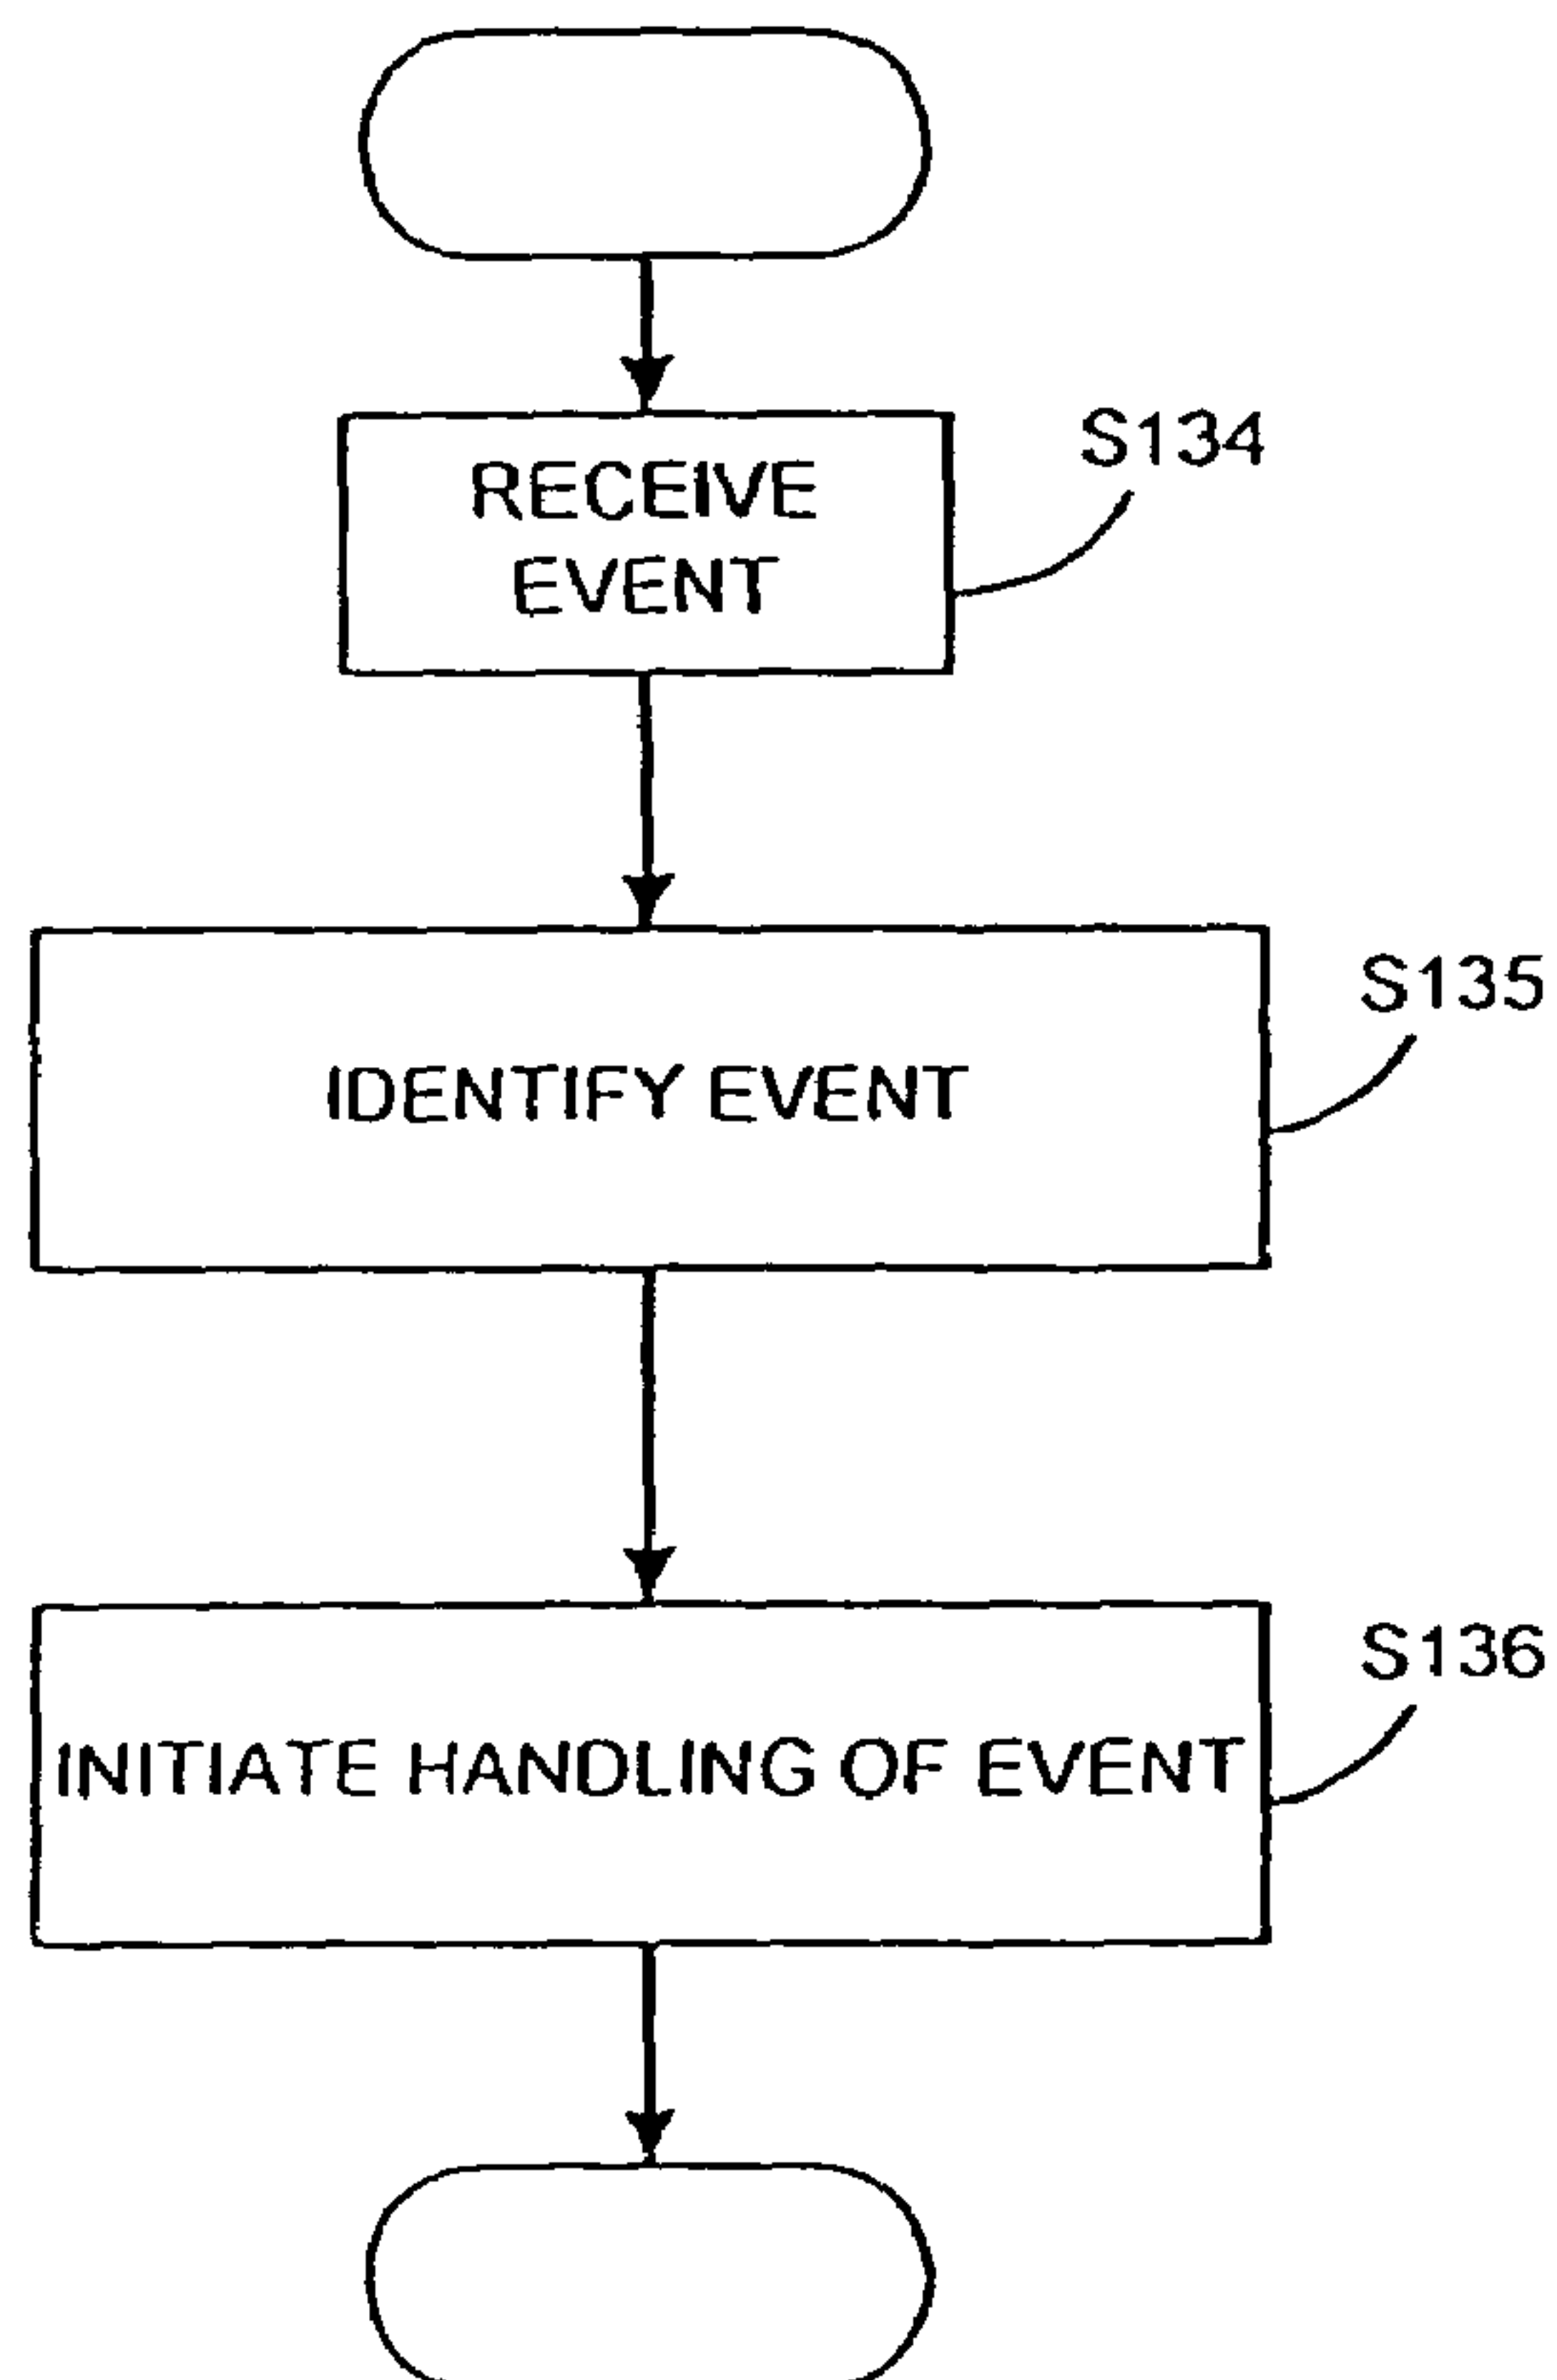 S134
RECEIVE
EVENT
S135
IDENTIFY EVENT
S136
INITIATE HANDLING OF EVENT